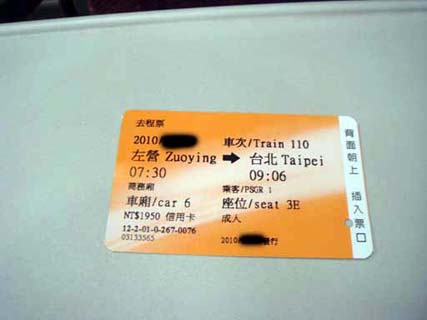 去程票
2010/
車次/Train 110
左營 Zuoying ➡ 台北 Taipei
07:30 09:06
商務廂 乘客/PSGR 1
車廂/car 6 座位/seat 3E
NT$1950 信用卡 成人
12-2-01-0-267-0076
03133565 2010/ 發行
背面朝上 插入票口